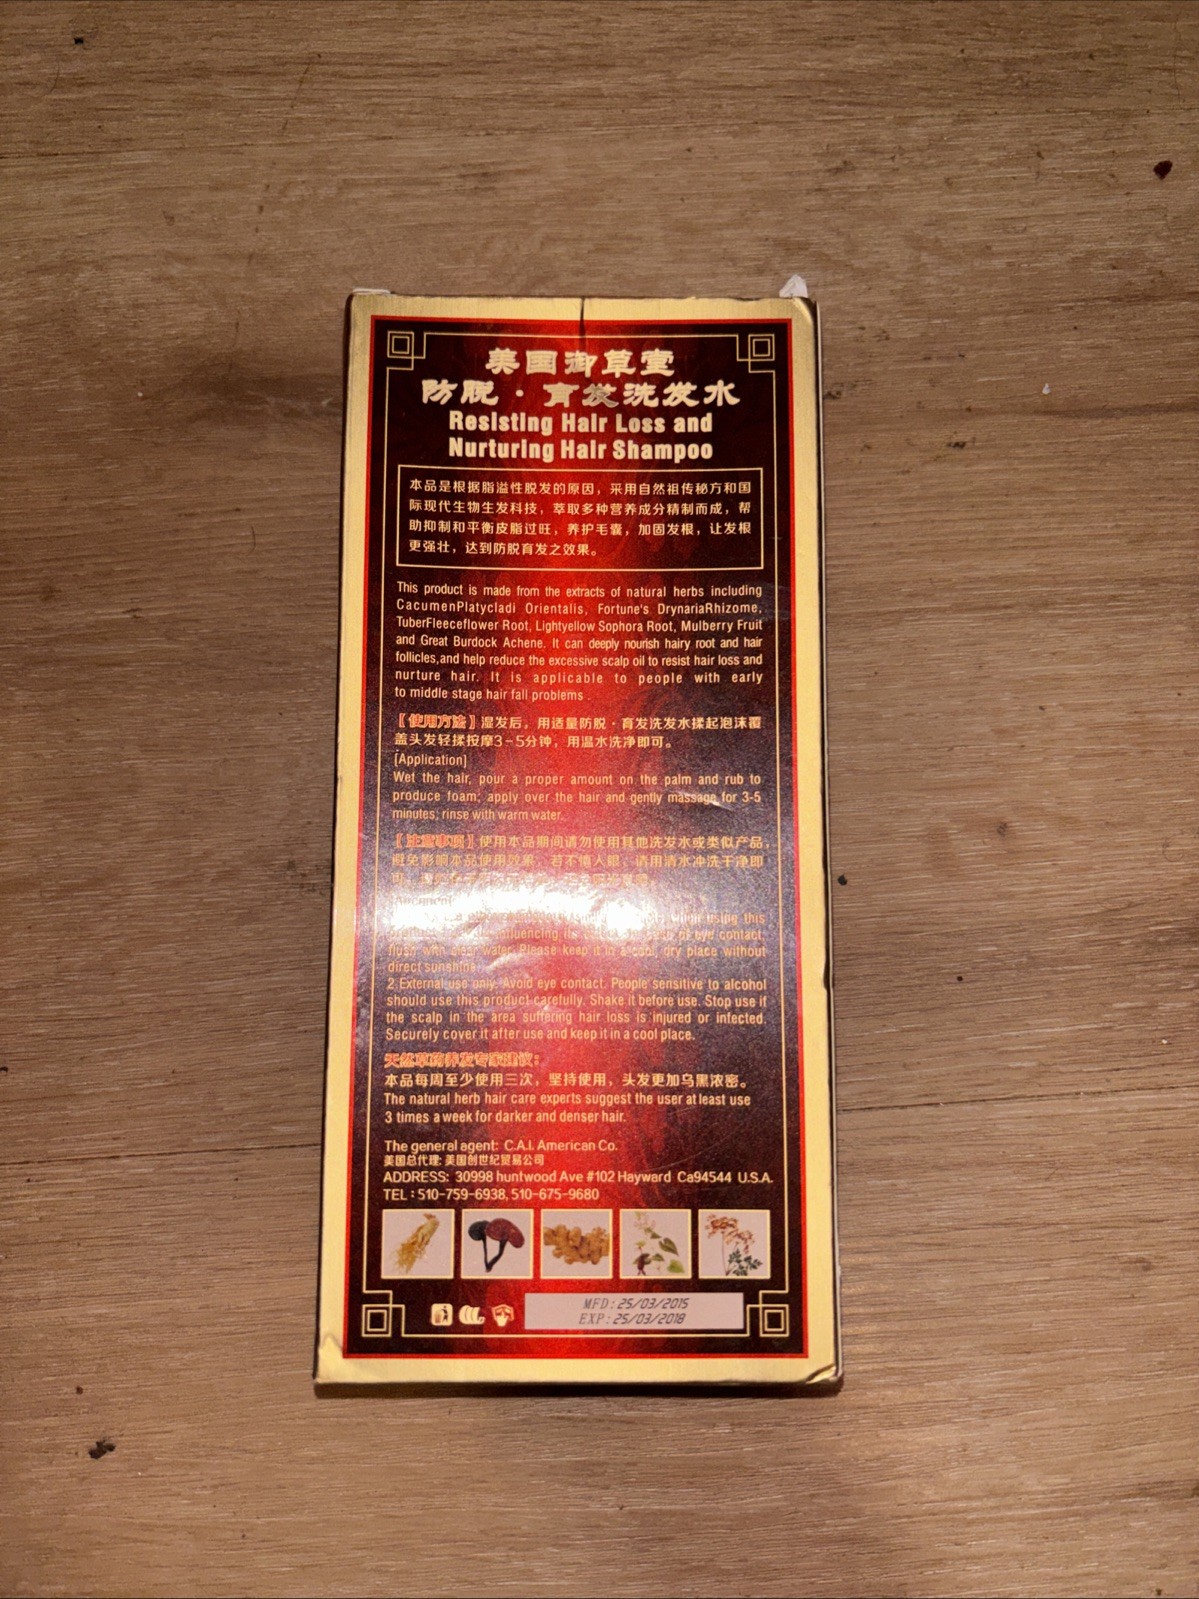 美国御草堂
防脱·育发洗发水
Resisting Hair Loss and
Nurturing Hair Shampoo
本品是根据脂溢性脱发的原因，采用自然祖传秘方和国
际现代生物生发科技，萃取多种营养成分精制而成，帮
助抑制和平衡皮脂过旺，养护毛囊，加固发根，让发根
更强壮，达到防脱育发之效果。
This product is made from the extracts of natural herbs including
CacumenPlatycladi Orientalis, Fortune's DrynariaRhizome,
TuberFleeceflower Root, Lightyellow Sophora Root, Mulberry Fruit
and Great Burdock Achene. It can deeply nourish hairy root and hair
follicles,and help reduce the excessive scalp oil to resist hair loss and
nurture hair. It is applicable to people with early
to middle stage hair fall problems .
【使用方法】湿发后，用适量防脱·育发洗发水揉起泡沫覆
盖头发轻揉按摩3-5分钟，用温水洗净即可。
[Application]
Wet the hair, pour a proper amount on the palm and rub to
produce foam; apply over the hair and gently massage for 3-5
minutes; rinse with warm water.
【注意事项】使用本品期间请勿使用其他洗发水或类似产品，
避免影响本品使用效果，若不慎入眼，请用清水冲洗干净即
when using this
influencing its of eye contact,
flush with clean water. Please keep it in a cool, dry place without
direct sunshine.
2.External use only. Avoid eye contact. People sensitive to alcohol
should use this product carefully. Shake it before use. Stop use if
the scalp in the area suffering hair loss is injured or infected.
Securely cover it after use and keep it in a cool place.
天然草药养发专家建议：
本品每周至少使用三次，坚持使用，头发更加乌黑浓密。
The natural herb hair care experts suggest the user at least use
3 times a week for darker and denser hair.
The general agent: C.A.I. American Co.
美国总代理: 美国创世纪贸易公司
ADDRESS: 30998 huntwood Ave #102 Hayward Ca94544 U.S.A.
TEL : 510-759-6938, 510-675-9680
MFD: 25/03/2015
EXP: 25/03/2018